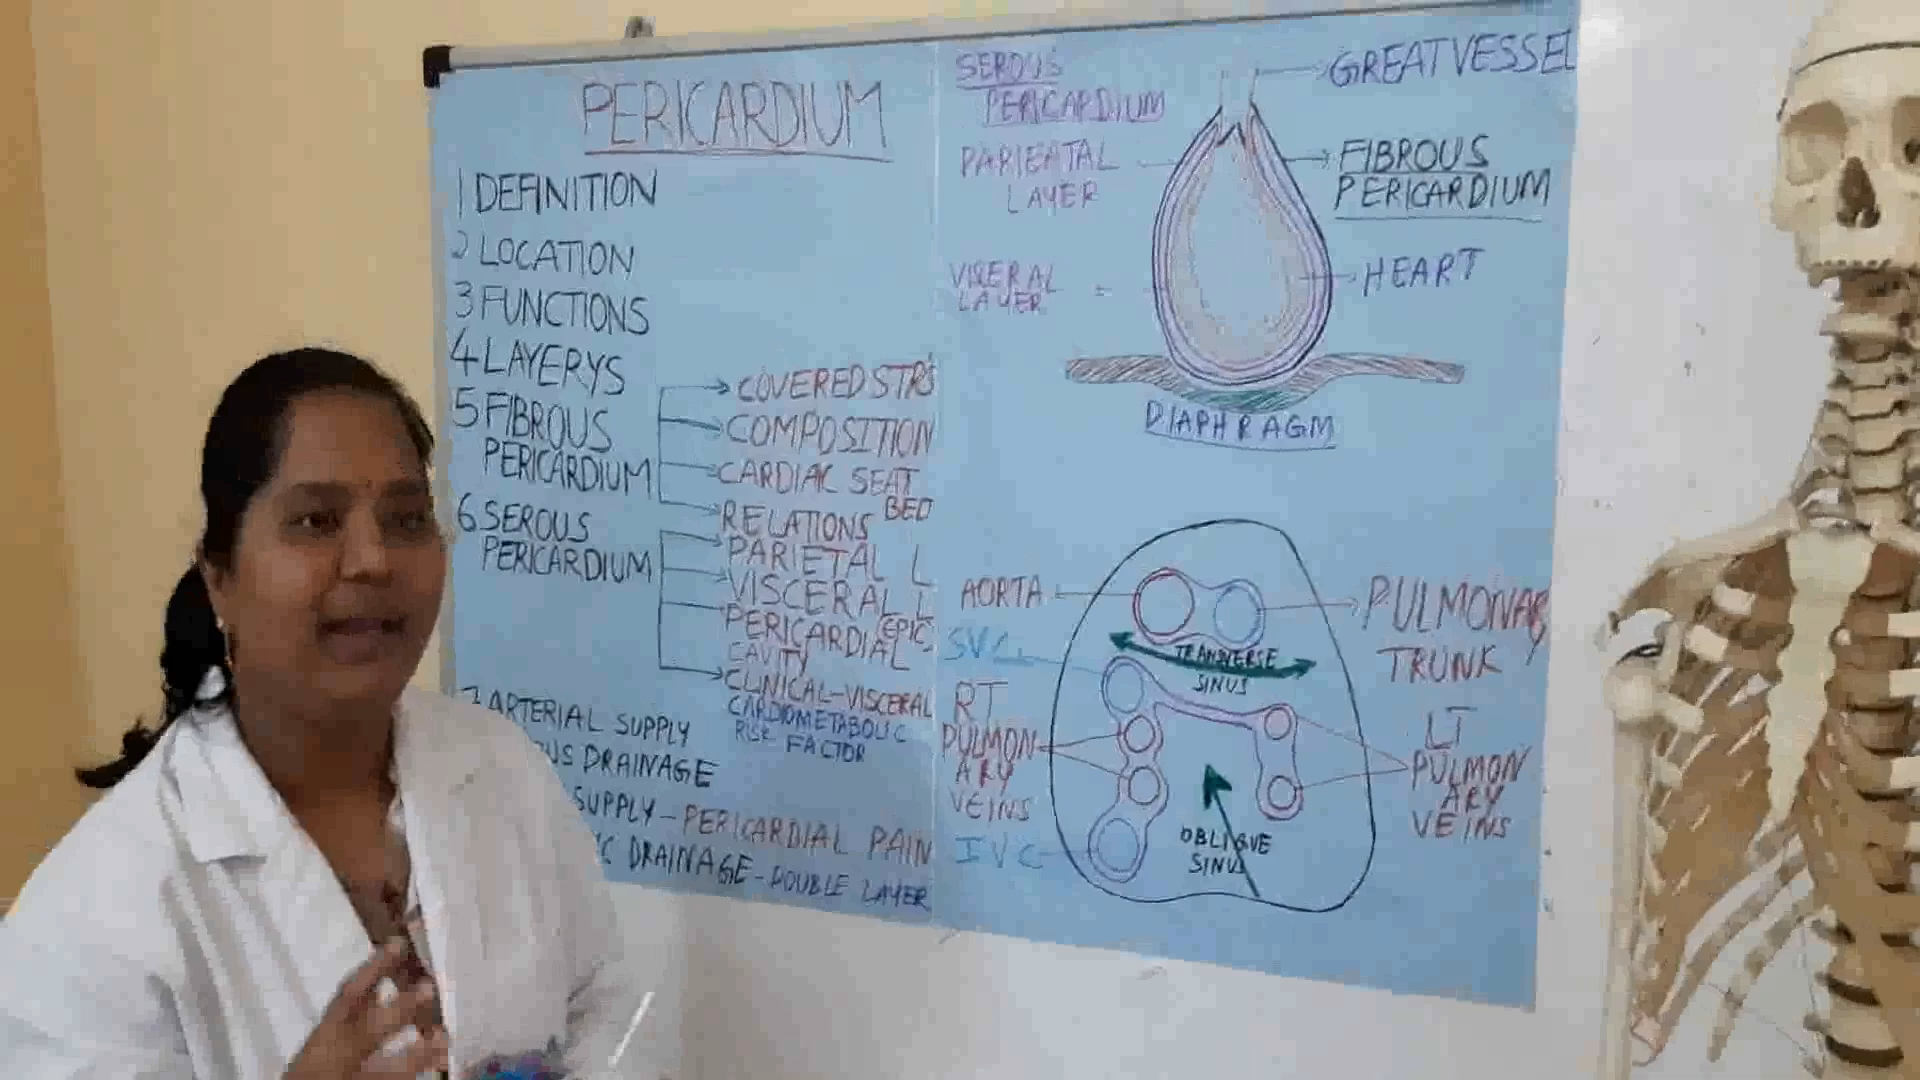 PERICARDIUM
1 DEFINITION
2 LOCATION
3 FUNCTIONS
4 LAYERYS
5 FIBROUS
PERICARDIUM
COVERED STRS
COMPOSITION
CARDIAC SEAT
BED
RELATIONS
6 SEROUS
PERICARDIUM
PARIETAL L
VISCERAL L
(EPIC
PERICARDIAL
CAVITY
CLINICAL-VISCERAL
CARDIOMETABOLIC
RISK FACTOR
7 ARTERIAL SUPPLY
DRAINAGE
SUPPLY - PERICARDIAL PAIN
DRAINAGE - DOUBLE LAYER
SEROUS
PERICARDIUM
PARIEATAL
LAYER
VISERAL
LAYER
GREAT VESSEL
FIBROUS
PERICARDIUM
HEART
DIAPHRAGM
AORTA
SVC
RT
PULMON
ARY
VEINS
IVC
TRANSVERSE
SINUS
OBLIQUE
SINUS
PULMONARY
TRUNK
LT
PULMON
ARY
VEINS